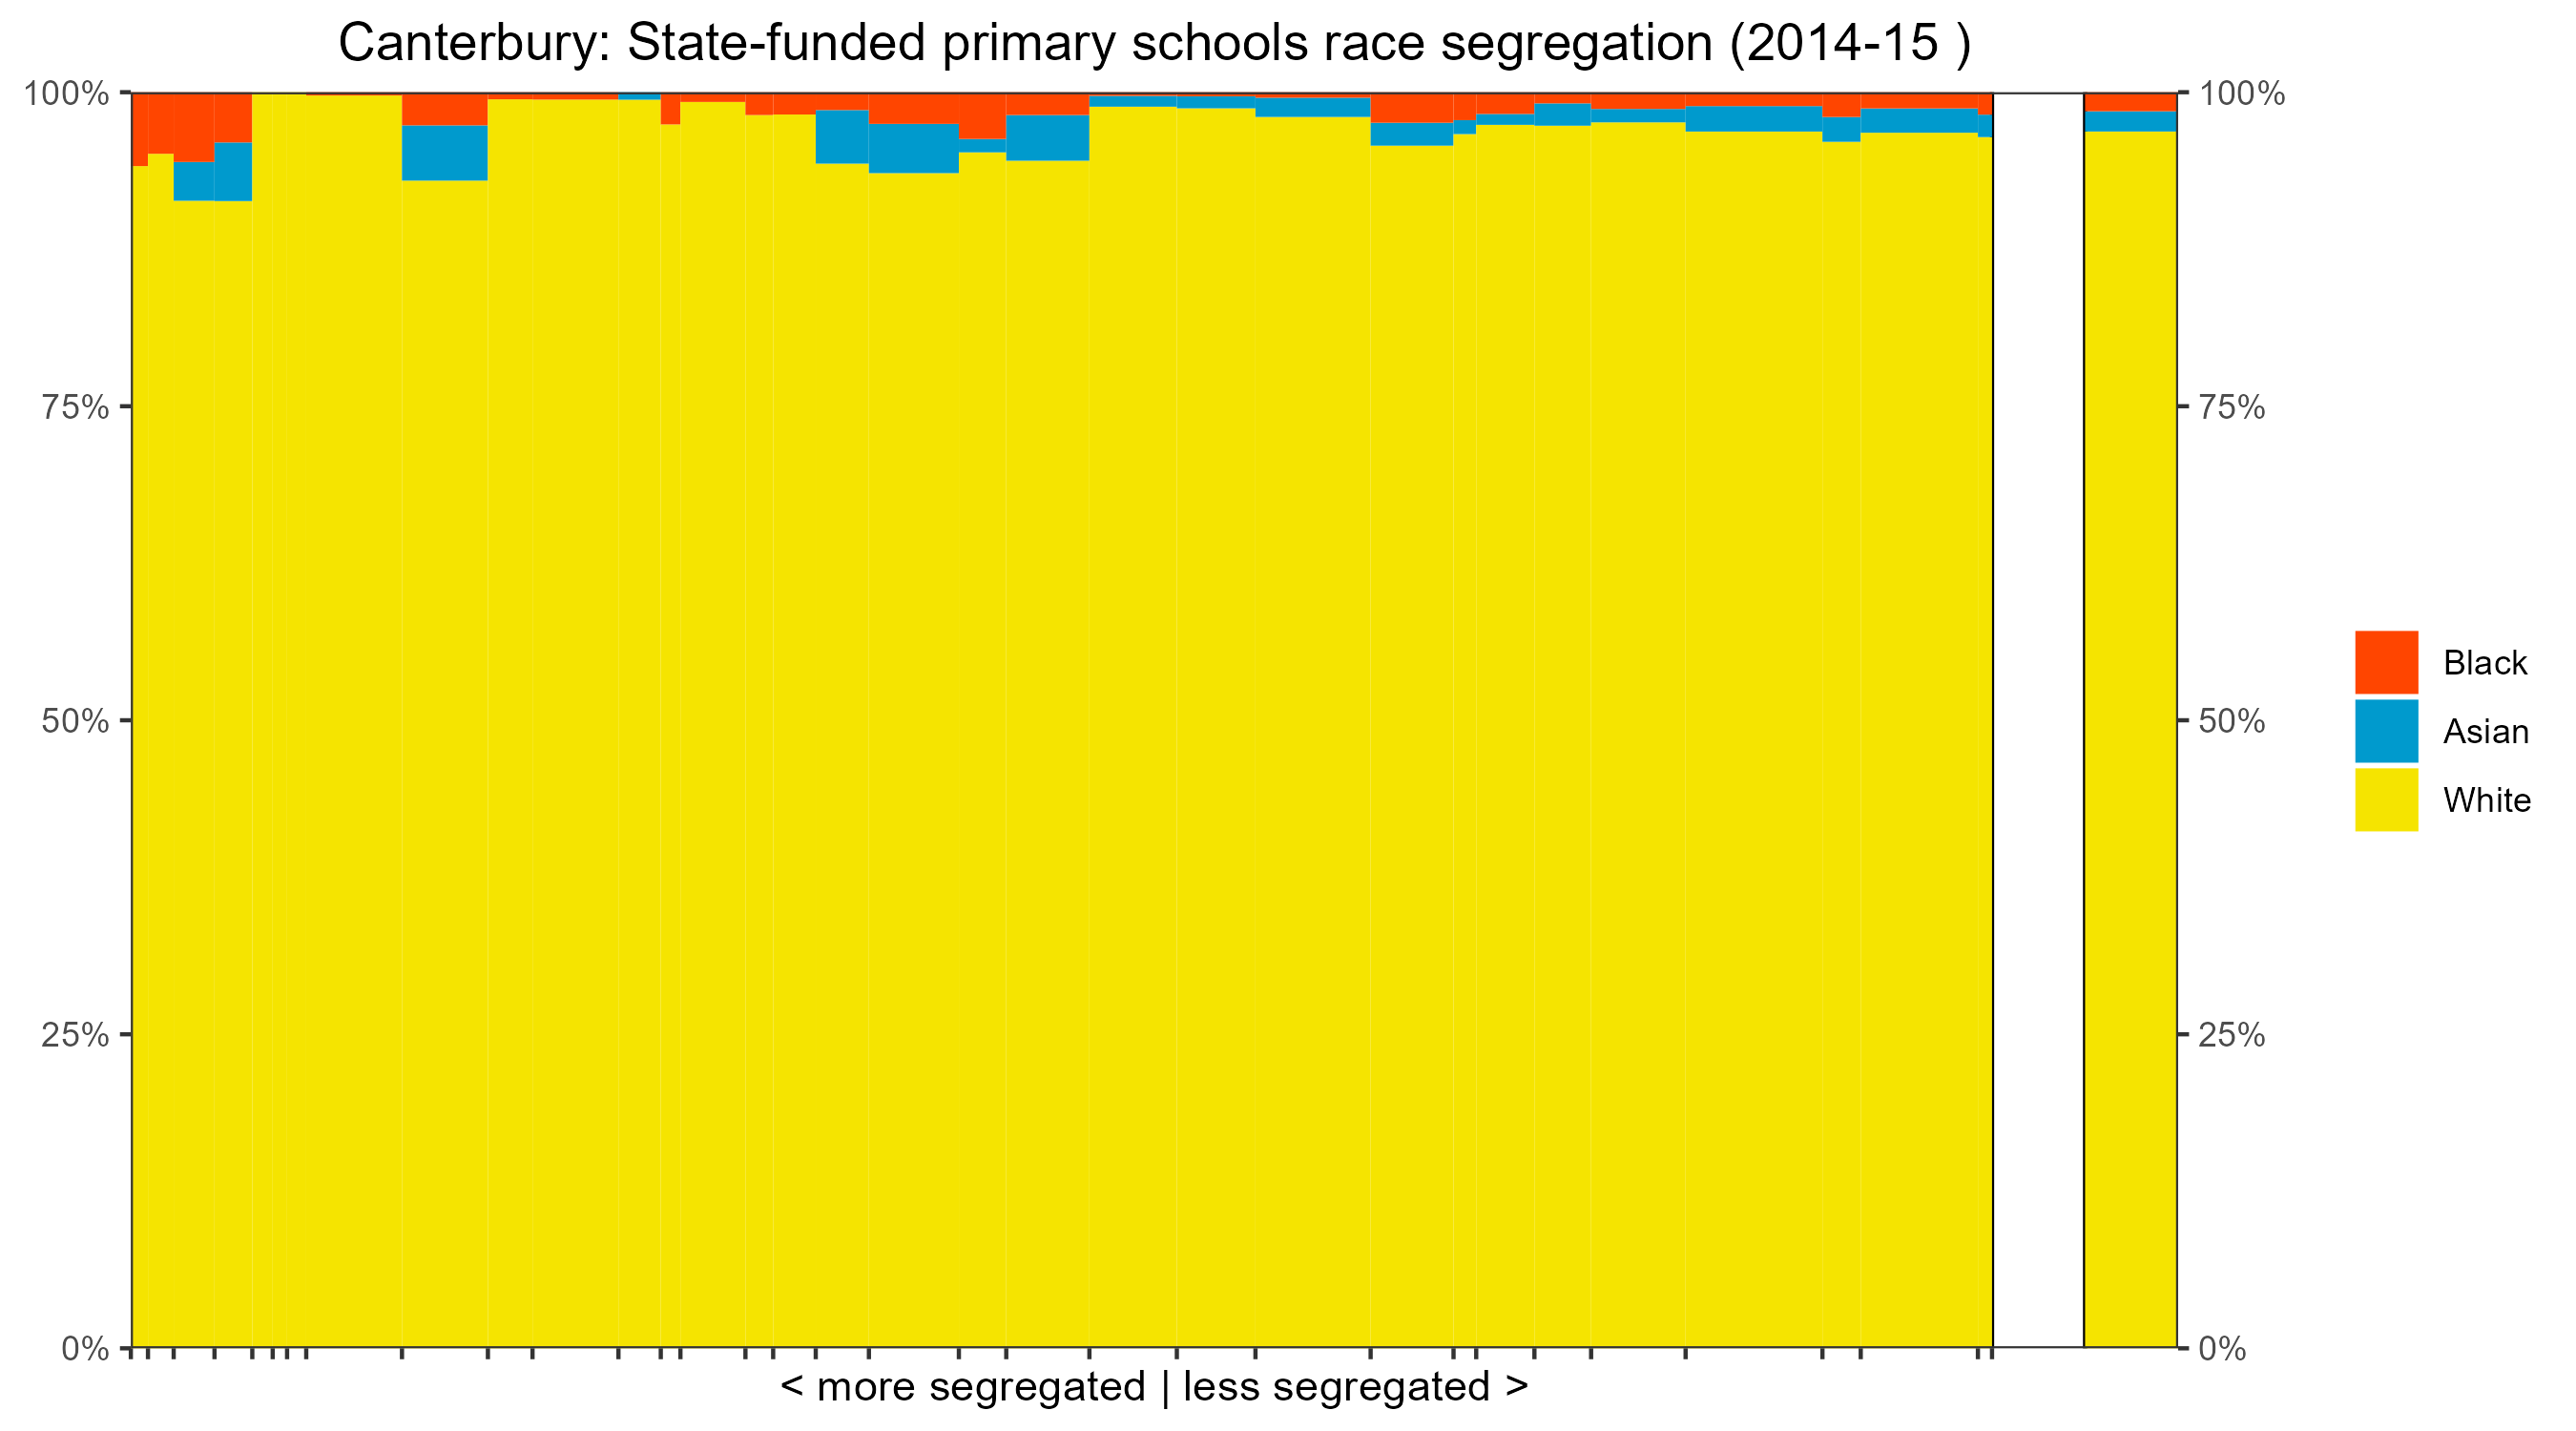 Canterbury: State-funded primary schools race segregation (2014-15 )
100% 100%
75% 75%
50% 50%
25% 25%
0% 0%
Black
Asian
White
< more segregated | less segregated >